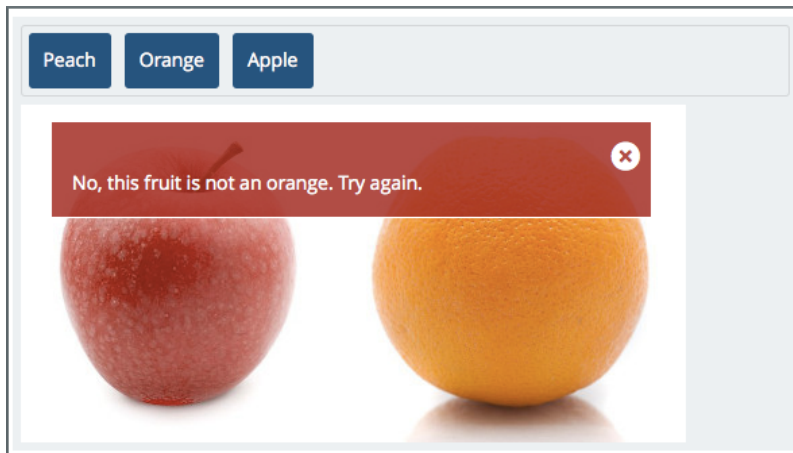 Peach Orange Apple
No, this fruit is not an orange. Try again.